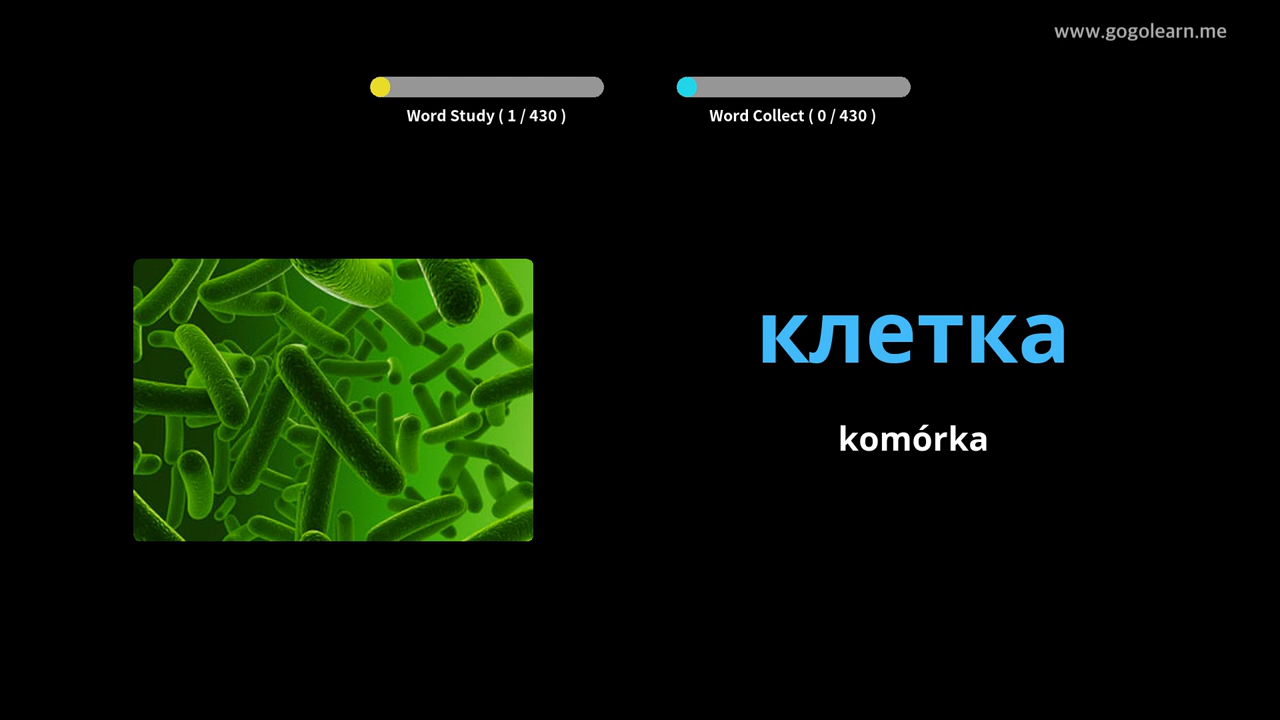 www.gogolearn.me
Word Study ( 1 / 430 )
Word Collect ( 0 / 430 )
клетка
komórka